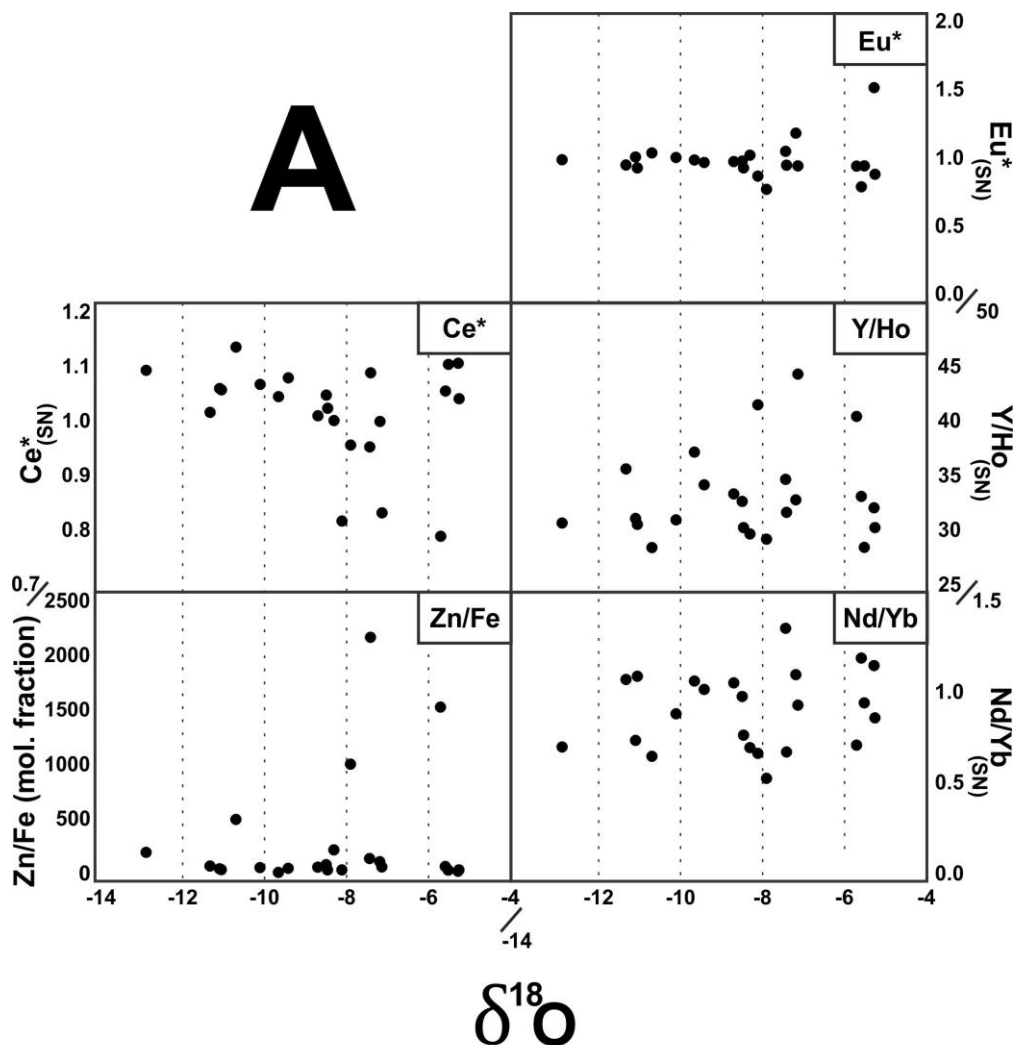 A
Eu*
2.0
1.5
1.0
0.5
0.0
Eu*(SN)
Ce*
1.2
1.1
1.0
0.9
0.8
0.7
Ce*(SN)
Y/Ho
50
45
40
35
30
25
Y/Ho(SN)
Zn/Fe
2500
2000
1500
1000
500
0
Zn/Fe (mol. fraction)
Nd/Yb
1.5
1.0
0.5
0.0
Nd/Yb(SN)
-14 -12 -10 -8 -6 -4
-14 -12 -10 -8 -6 -4
δ18O